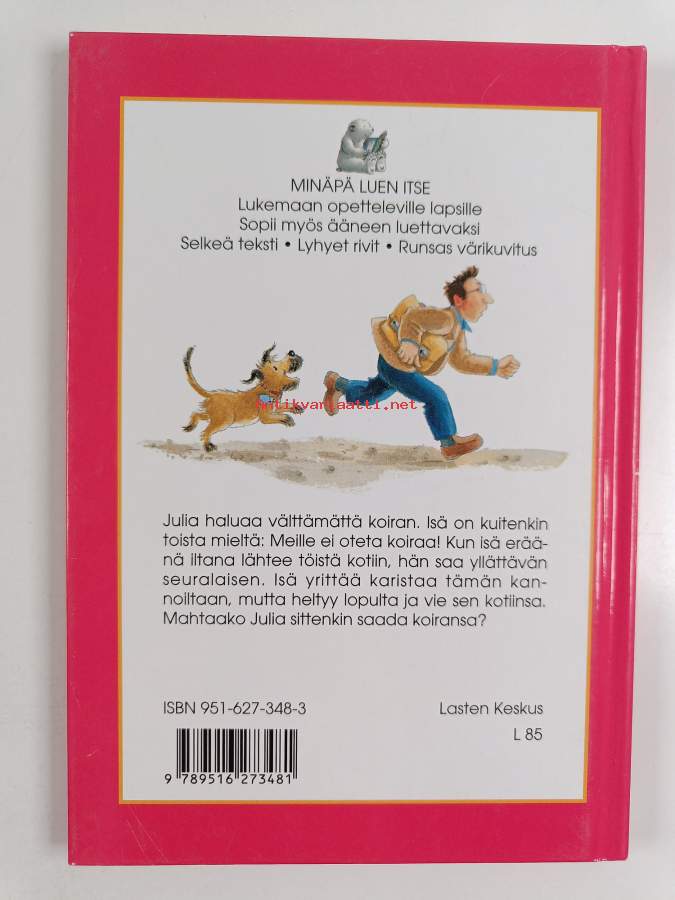 MINÄPÄ LUEN ITSE
Lukemaan opetteleville lapsille
Sopii myös ääneen luettavaksi
Selkeä teksti • Lyhyet rivit • Runsas värikuvitus
antikvariaatti.net
Julia haluaa välttämättä koiran. Isä on kuitenkin
toista mieltä: Meille ei oteta koiraa! Kun isä erää-
nä iltana lähtee töistä kotiin, hän saa yllättävän
seuralaisen. Isä yrittää karistaa tämän kan-
noiltaan, mutta heltyy lopulta ja vie sen kotiinsa.
Mahtaako Julia sittenkin saada koiransa?
ISBN 951-627-348-3
Lasten Keskus
L 85
9 789516 273481